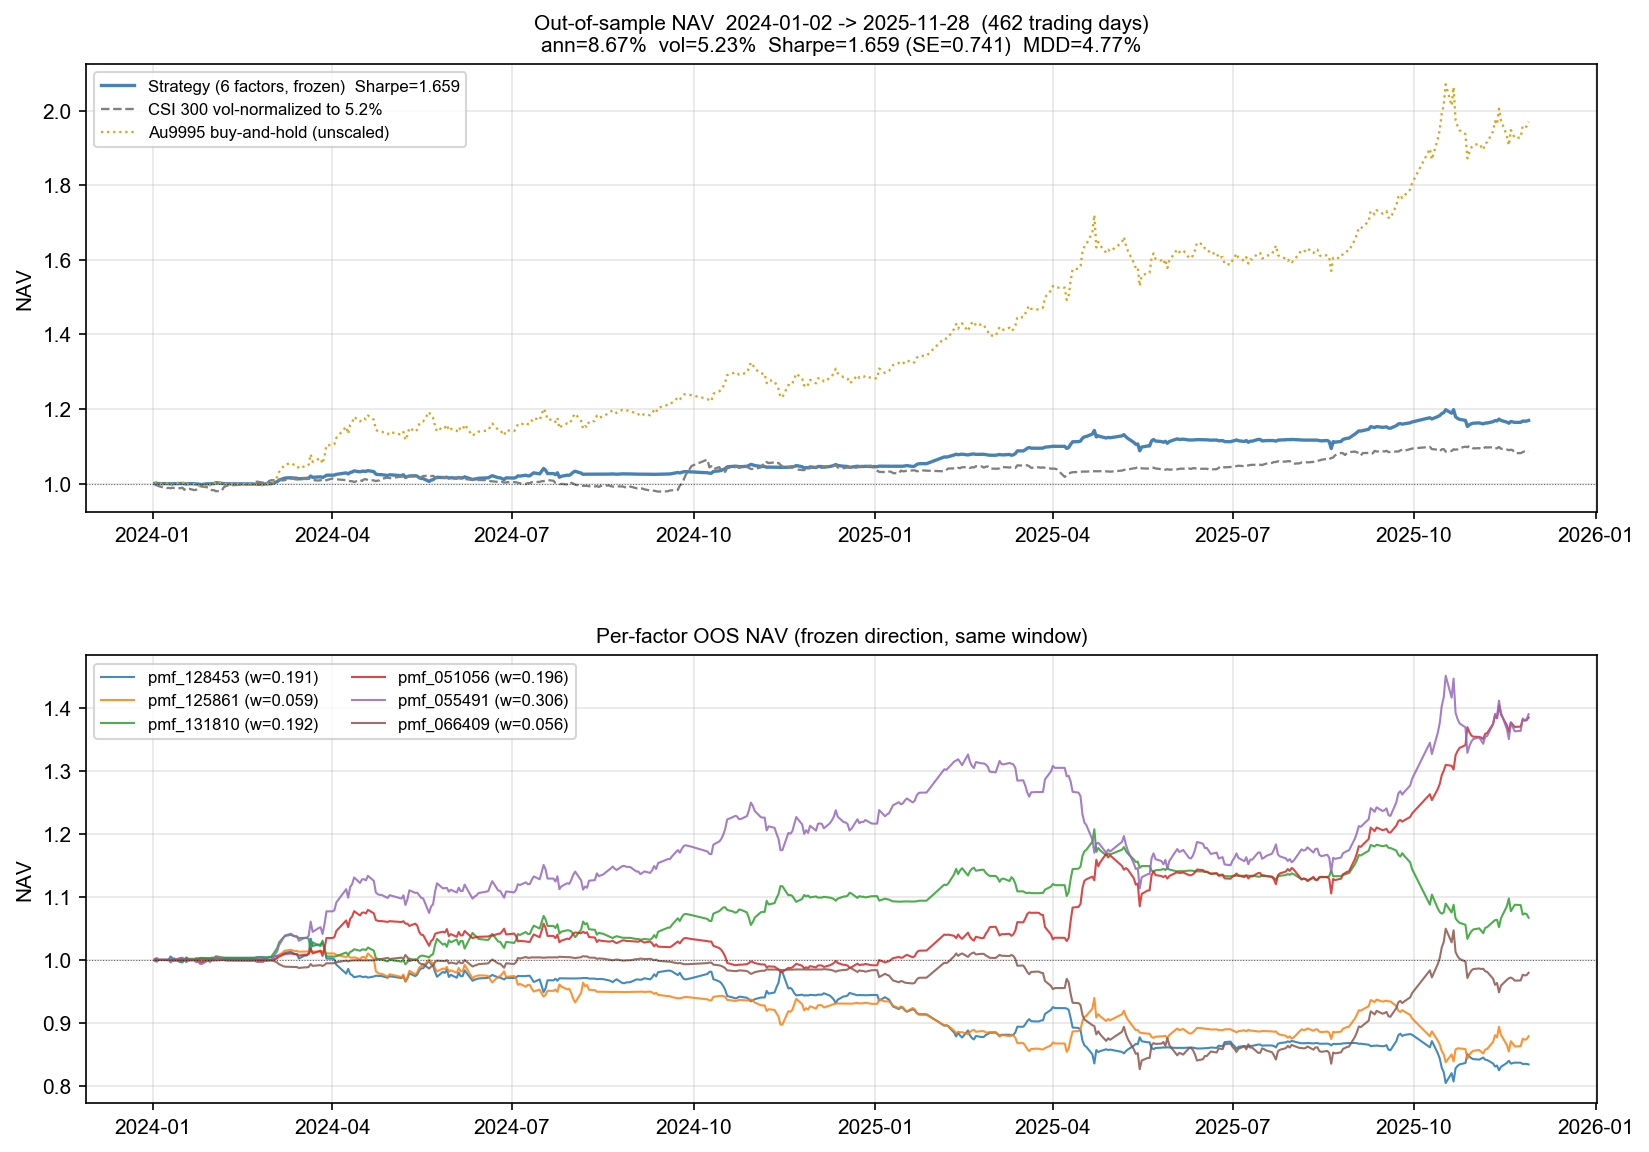 Out-of-sample NAV  2024-01-02 -> 2025-11-28  (462 trading days)
ann=8.67%  vol=5.23%  Sharpe=1.659 (SE=0.741)  MDD=4.77%
Strategy (6 factors, frozen)  Sharpe=1.659
CSI 300 vol-normalized to 5.2%
Au9995 buy-and-hold (unscaled)
NAV
2.0
1.8
1.6
1.4
1.2
1.0
2024-01 2024-04 2024-07 2024-10 2025-01 2025-04 2025-07 2025-10 2026-01
Per-factor OOS NAV (frozen direction, same window)
pmf_128453 (w=0.191) pmf_051056 (w=0.196)
pmf_125861 (w=0.059) pmf_055491 (w=0.306)
pmf_131810 (w=0.192) pmf_066409 (w=0.056)
NAV
1.4
1.3
1.2
1.1
1.0
0.9
0.8
2024-01 2024-04 2024-07 2024-10 2025-01 2025-04 2025-07 2025-10 2026-01